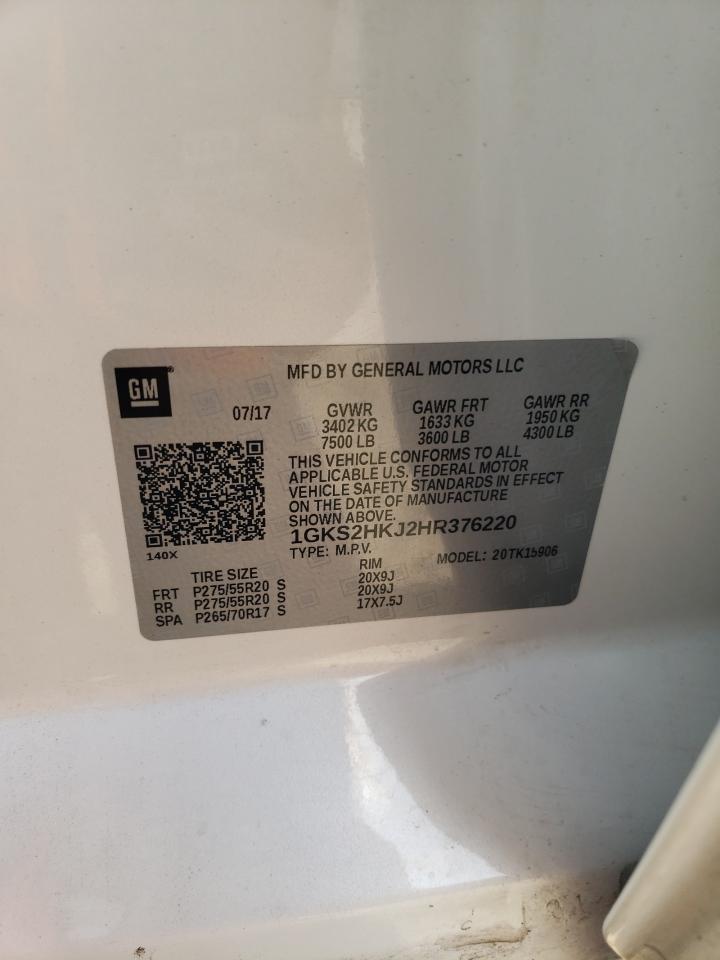 GM
MFD BY GENERAL MOTORS LLC
07/17
GVWR GAWR FRT GAWR RR
3402 KG 1633 KG 1950 KG
7500 LB 3600 LB 4300 LB
THIS VEHICLE CONFORMS TO ALL
APPLICABLE U.S. FEDERAL MOTOR
VEHICLE SAFETY STANDARDS IN EFFECT
ON THE DATE OF MANUFACTURE
SHOWN ABOVE.
1GKS2HKJ2HR376220
140X
TYPE: M.P.V. MODEL: 20TK15906
TIRE SIZE RIM
FRT P275/55R20 S 20X9J
RR P275/55R20 S 20X9J
SPA P265/70R17 S 17X7.5J